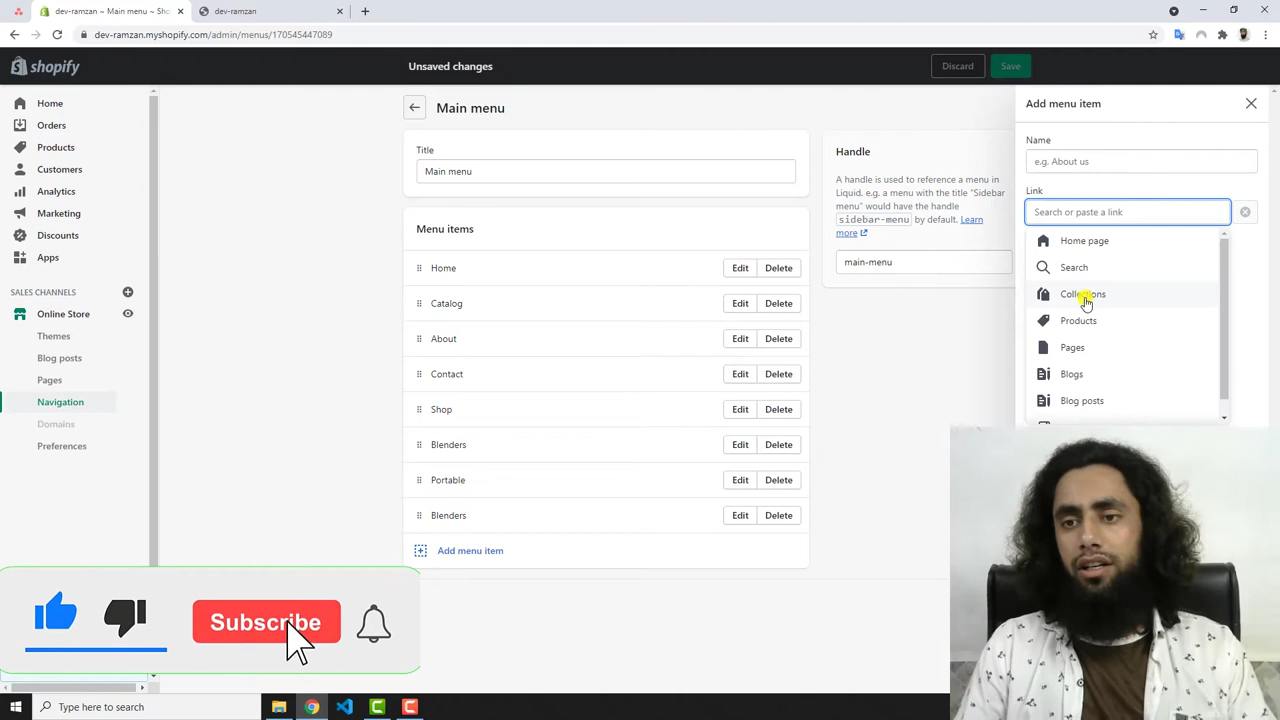 dev-ramzan ~ Main menu ~ Sho
dev-ramzan
dev-ramzan.myshopify.com/admin/menus/170545447089
shopify
Unsaved changes
Discard
Save
Home
Orders
Products
Customers
Analytics
Marketing
Discounts
Apps
SALES CHANNELS
Online Store
Themes
Blog posts
Pages
Navigation
Domains
Preferences
Main menu
Title
Main menu
Menu items
Home
Edit
Delete
Catalog
Edit
Delete
About
Edit
Delete
Contact
Edit
Delete
Shop
Edit
Delete
Blenders
Edit
Delete
Portable
Edit
Delete
Blenders
Edit
Delete
Add menu item
Handle
A handle is used to reference a menu in
Liquid. e.g. a menu with the title "Sidebar
menu" would have the handle
sidebar-menu by default. Learn
more
main-menu
Add menu item
Name
e.g. About us
Link
Search or paste a link
Home page
Search
Collections
Products
Pages
Blogs
Blog posts
Subscribe
Type here to search